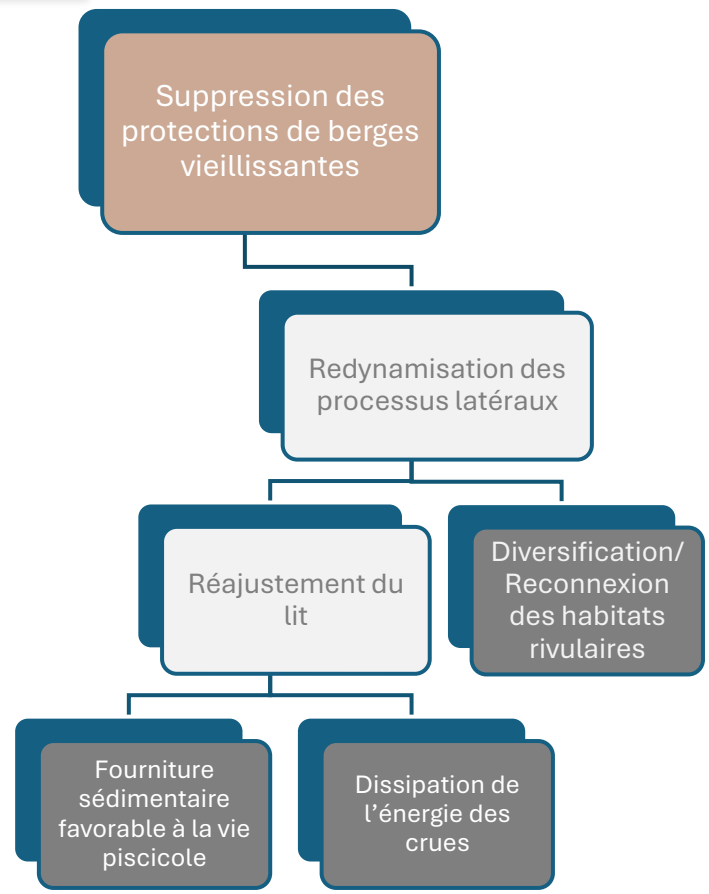 Suppression des
protections de berges
vieillissantes
Redynamisation des
processus latéraux
Réajustement du
lit
Diversification/
Reconnexion
des habitats
rivulaires
Fourniture
sédimentaire
favorable à la vie
piscicole
Dissipation de
l’énergie des
crues